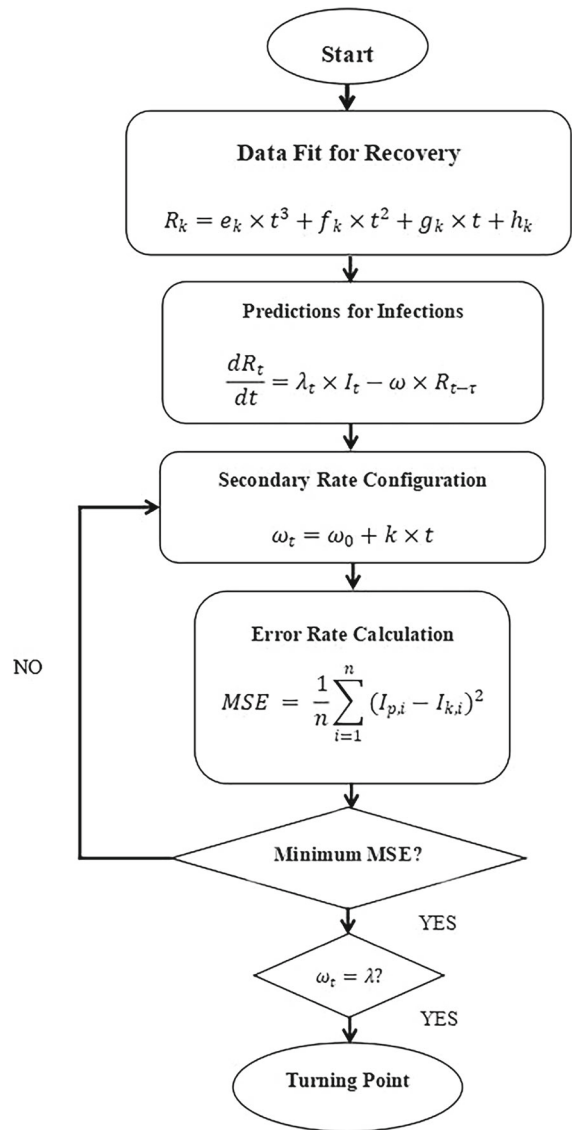 Start
Data Fit for Recovery
R_k = e_k × t^3 + f_k × t^2 + g_k × t + h_k
Predictions for Infections
dR_t/dt = λ_t × I_t − ω × R_{t−τ}
Secondary Rate Configuration
ω_t = ω_0 + k × t
Error Rate Calculation
MSE = 1/n ∑_{i=1}^{n} (I_{p,i} − I_{k,i})^2
NO
Minimum MSE?
YES
ω_t = λ?
YES
Turning Point